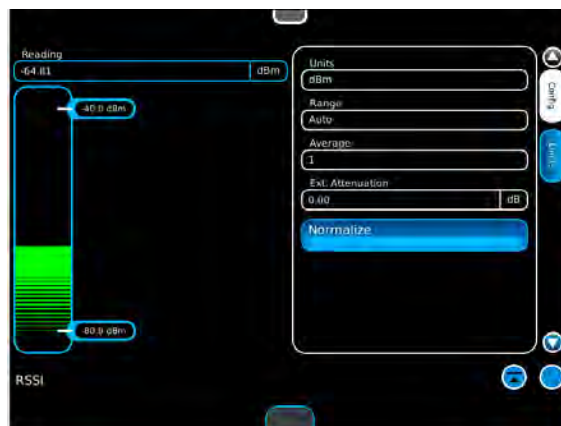 Reading
-64.81 dBm
-40.0 dBm
-80.0 dBm
Units
dBm
Range
Auto
Average
1
Ext. Attenuation
0.00 dB
Normalize
Config
Limits
RSSI